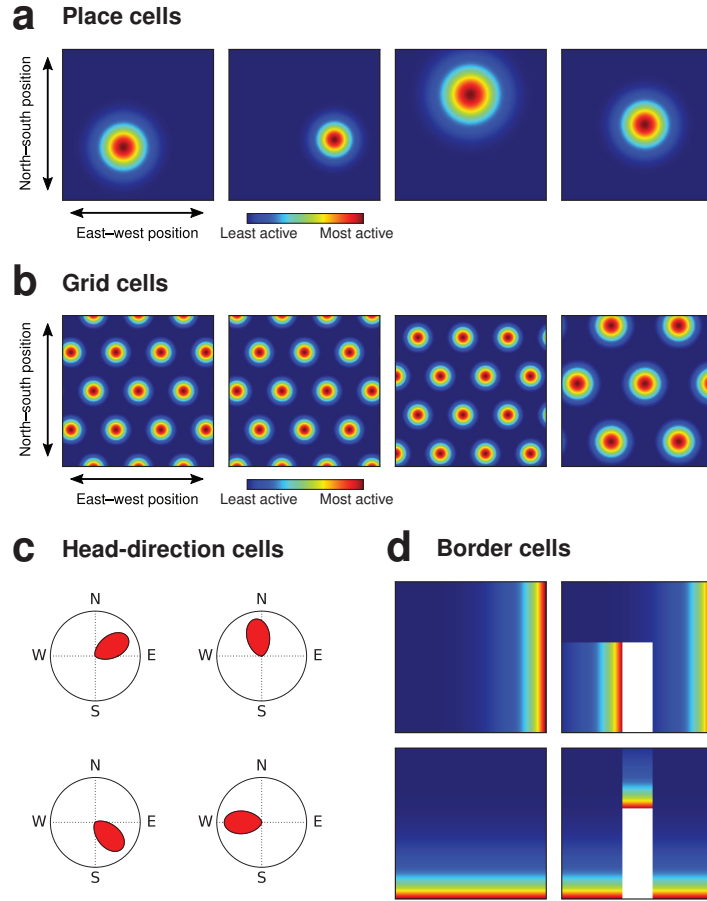 a Place cells
North–south position
East–west position
Least active Most active
b Grid cells
North–south position
East–west position
Least active Most active
c Head-direction cells
N
W E
S
N
W E
S
N
W E
S
N
W E
S
d Border cells